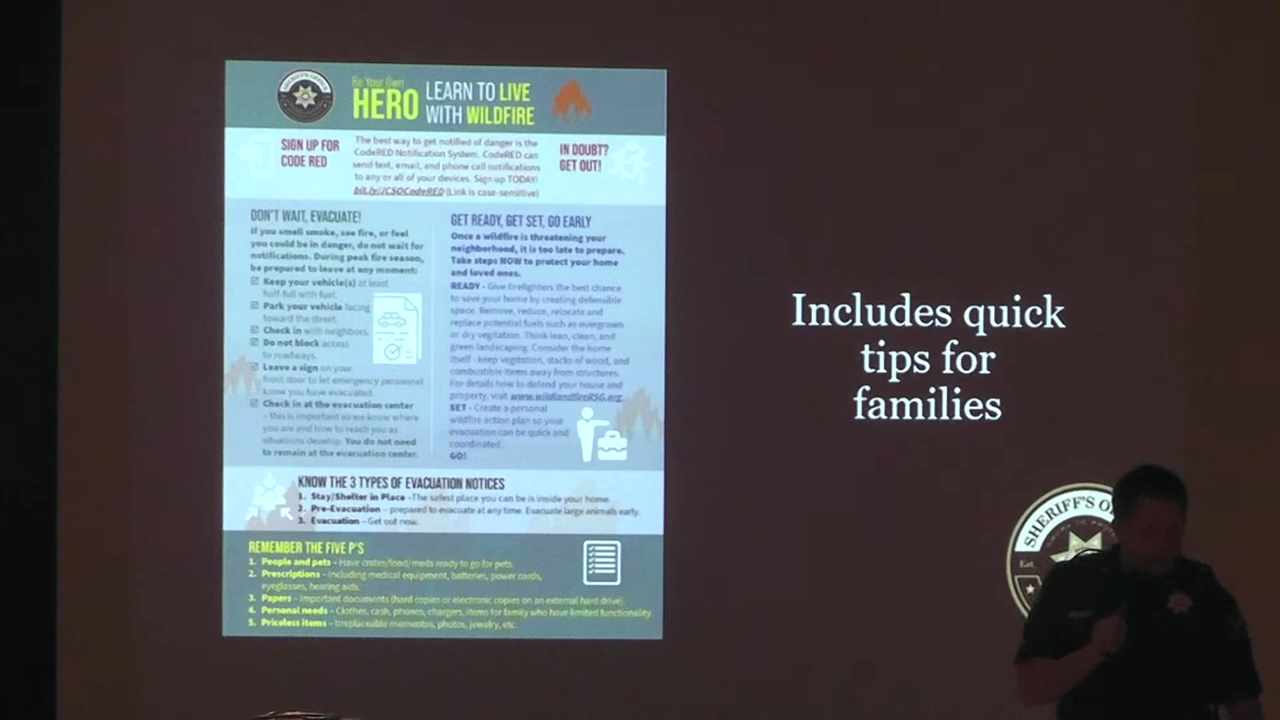 SHERIFF'S OFFICE
Be Your Own
HERO
LEARN TO LIVE
WITH WILDFIRE
SIGN UP FOR
CODE RED
The best way to get notified of danger is the
CodeRED Notification System. CodeRED can
send text, email, and phone call notifications
to any or all of your devices. Sign up TODAY!
bit.ly/JCSOCodeRED (Link is case-sensitive)
IN DOUBT?
GET OUT!
DON'T WAIT, EVACUATE!
If you smell smoke, see fire, or feel
you could be in danger, do not wait for
notifications. During peak fire season,
be prepared to leave at any moment:
Keep your vehicle(s) at least
half full with fuel.
Park your vehicle facing
toward the street.
Check in with neighbors.
Do not block access
to roadways.
Leave a sign on your
front door to let emergency personnel
know you have evacuated.
Check in at the evacuation center
- this is important so we know where
you are and how to reach you as
situations develop. You do not need
to remain at the evacuation center.
GET READY, GET SET, GO EARLY
Once a wildfire is threatening your
neighborhood, it is too late to prepare.
Take steps NOW to protect your home
and loved ones.
READY - Give firefighters the best chance
to save your home by creating defensible
space. Remove, reduce, relocate and
replace potential fuels such as overgrown
or dry vegitation. Think lean, clean, and
green landscaping. Consider the home
itself - keep vegitation, stacks of wood, and
combustible items away from structures.
For details how to defend your house and
property, visit www.wildlandfireRSG.org.
SET - Create a personal
wildfire action plan so your
evacuation can be quick and
coordinated.
GO!
KNOW THE 3 TYPES OF EVACUATION NOTICES
1. Stay/Shelter in Place -The safest place you can be is inside your home.
2. Pre-Evacuation - prepared to evacuate at any time. Evacuate large animals early.
3. Evacuation - Get out now.
REMEMBER THE FIVE P'S
1. People and pets - Have crates/food/meds ready to go for pets.
2. Prescriptions - Including medical equipment, batteries, power cords,
eyeglasses, hearing aids.
3. Papers - Important documents (hard copies or electronic copies on an external hard drive).
4. Personal needs - Clothes, cash, phones, chargers, items for family who have limited functionality.
5. Priceless items - Irreplaceable mementos, photos, jewelry, etc.
Includes quick
tips for
families
SHERIFF'S O
Est.